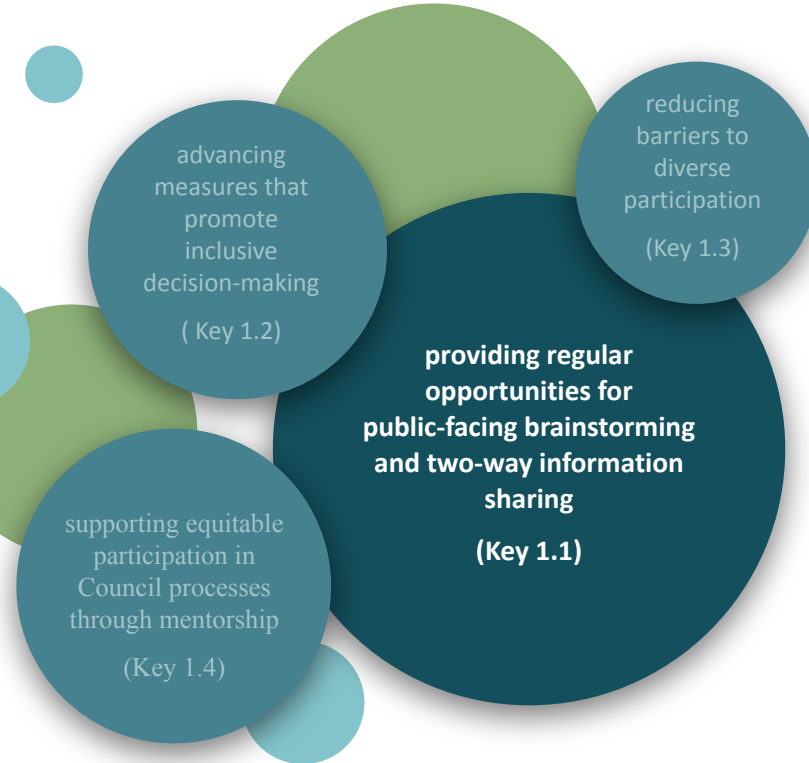 advancing
measures that
promote
inclusive
decision-making
( Key 1.2)
reducing
barriers to
diverse
participation
(Key 1.3)
providing regular
opportunities for
public-facing brainstorming
and two-way information
sharing
(Key 1.1)
supporting equitable
participation in
Council processes
through mentorship
(Key 1.4)